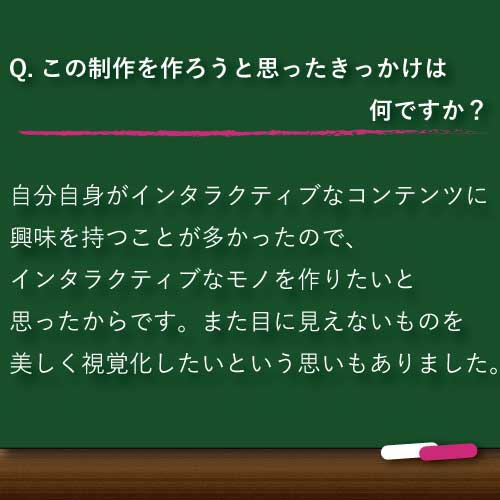 Q. この制作を作ろうと思ったきっかけは
何ですか？
自分自身がインタラクティブなコンテンツに
興味を持つことが多かったので、
インタラクティブなモノを作りたいと
思ったからです。また目に見えないものを
美しく視覚化したいという思いもありました。